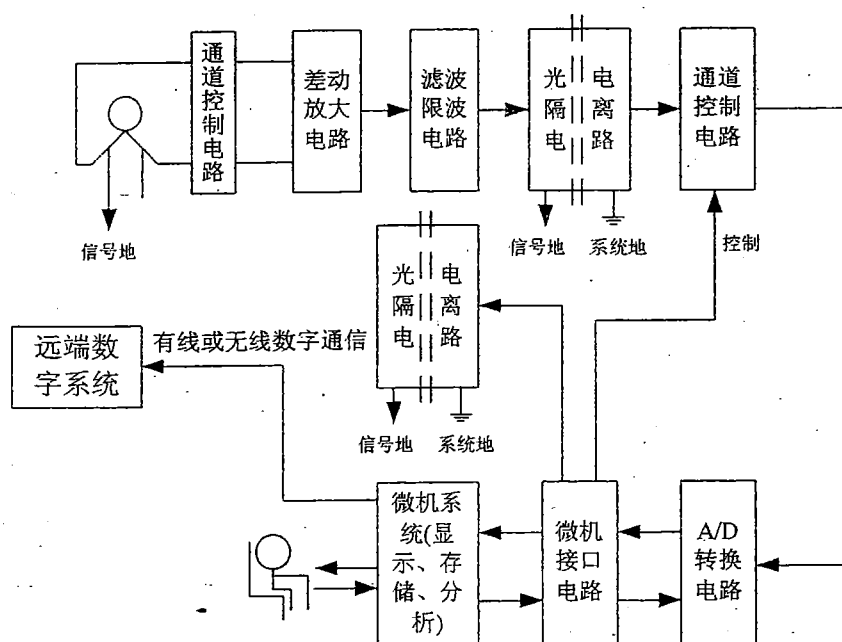 通道控制电路
差动
放大
电路
滤波
限波
电路
光隔电
电离路
通道
控制
电路
信号地
信号地
系统地
控制
光隔电
电离路
有线或无线数字通信
远端数
字系统
信号地
系统地
微机系
统(显
示、存
储、分
析)
微机
接口
电路
A/D
转换
电路